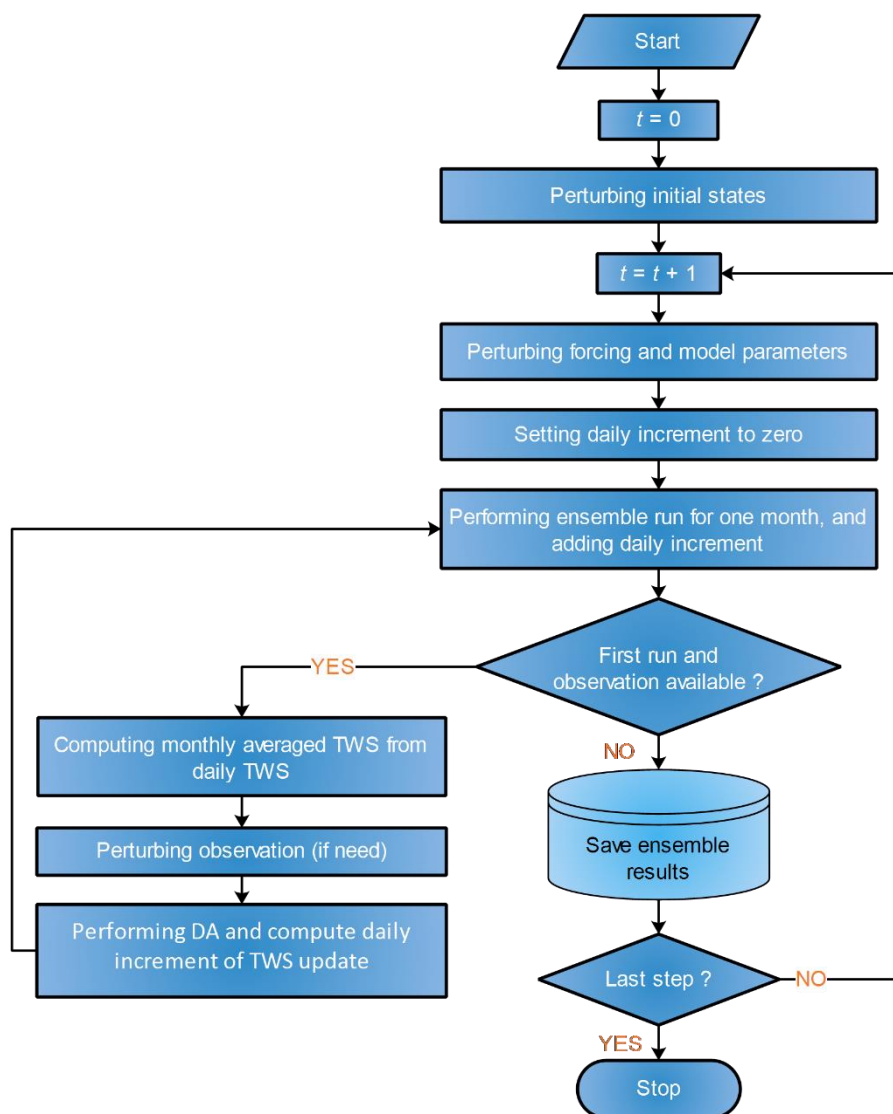 Start
t = 0
Perturbing initial states
t = t + 1
Perturbing forcing and model parameters
Setting daily increment to zero
Performing ensemble run for one month, and
adding daily increment
First run and
observation available ?
YES
NO
Computing monthly averaged TWS from
daily TWS
Perturbing observation (if need)
Performing DA and compute daily
increment of TWS update
Save ensemble
results
Last step ?
NO
YES
Stop